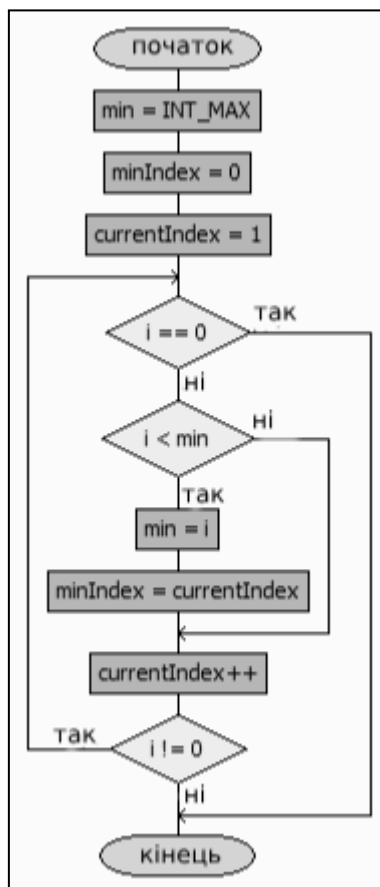 початок
min = INT_MAX
minIndex = 0
currentIndex = 1
i == 0
так
ні
i < min
ні
так
min = i
minIndex = currentIndex
currentIndex++
i != 0
так
ні
кінець